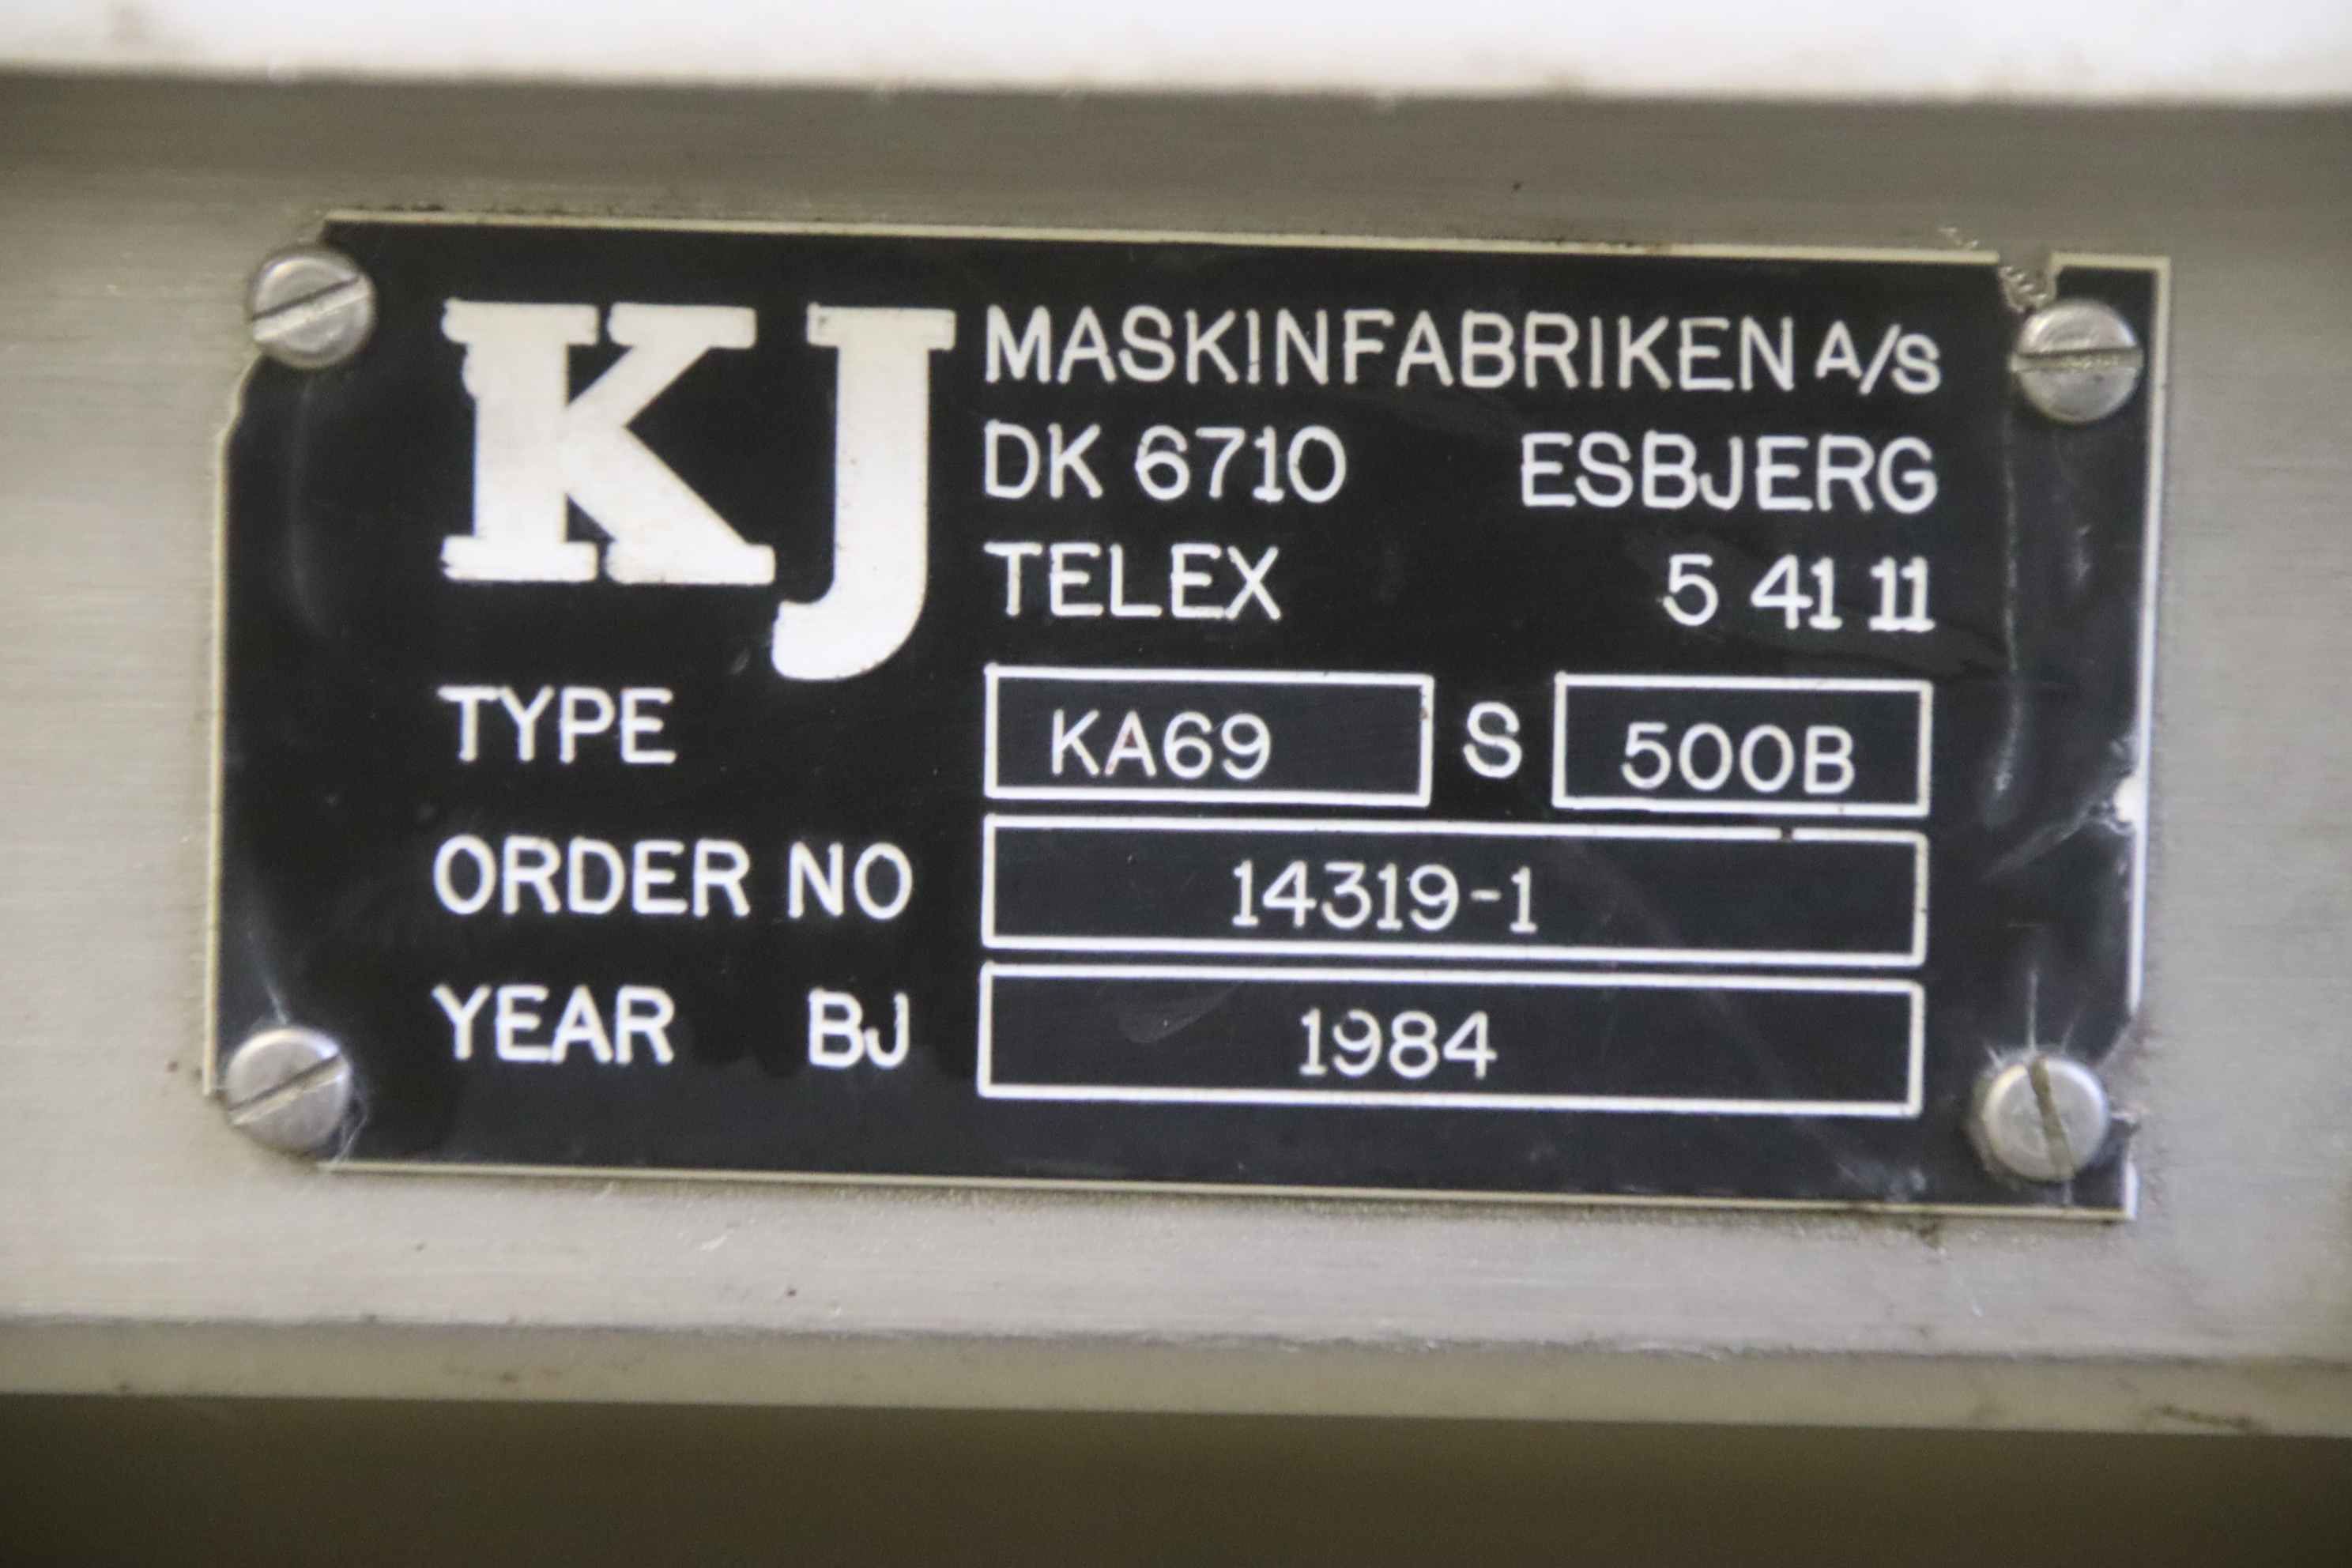 KJ MASKINFABRIKEN A/S
DK 6710 ESBJERG
TELEX 5 41 11
TYPE KA69 S 500B
ORDER NO 14319-1
YEAR BJ 1984